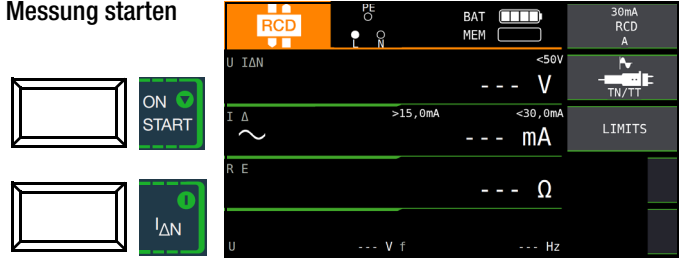 Messung starten
ON
START
IΔN
RCD
PE
L N
BAT
MEM
30mA
RCD
A
U IΔN <50V
--- V
TN/TT
I Δ >15,0mA <30,0mA
--- mA
LIMITS
R E
--- Ω
U --- V f --- Hz